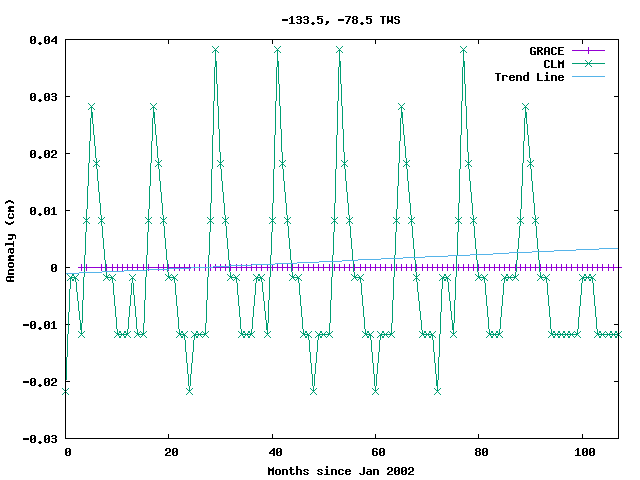 -133.5, -78.5 TWS
GRACE
CLM
Trend Line
0.04
0.03
0.02
0.01
0
-0.01
-0.02
-0.03
Anomaly (cm)
0 20 40 60 80 100
Months since Jan 2002